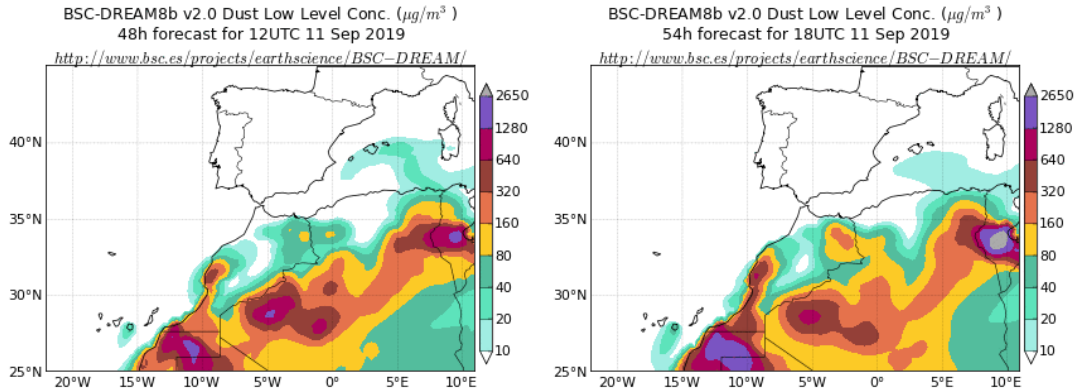 BSC-DREAM8b v2.0 Dust Low Level Conc. (μg/m³ )
48h forecast for 12UTC 11 Sep 2019
http://www.bsc.es/projects/earthscience/BSC−DREAM/
2650
1280
640
320
160
80
40
20
10
40°N
35°N
30°N
25°N
20°W 15°W 10°W 5°W 0° 5°E 10°E
BSC-DREAM8b v2.0 Dust Low Level Conc. (μg/m³ )
54h forecast for 18UTC 11 Sep 2019
http://www.bsc.es/projects/earthscience/BSC−DREAM/
2650
1280
640
320
160
80
40
20
10
40°N
35°N
30°N
25°N
20°W 15°W 10°W 5°W 0° 5°E 10°E